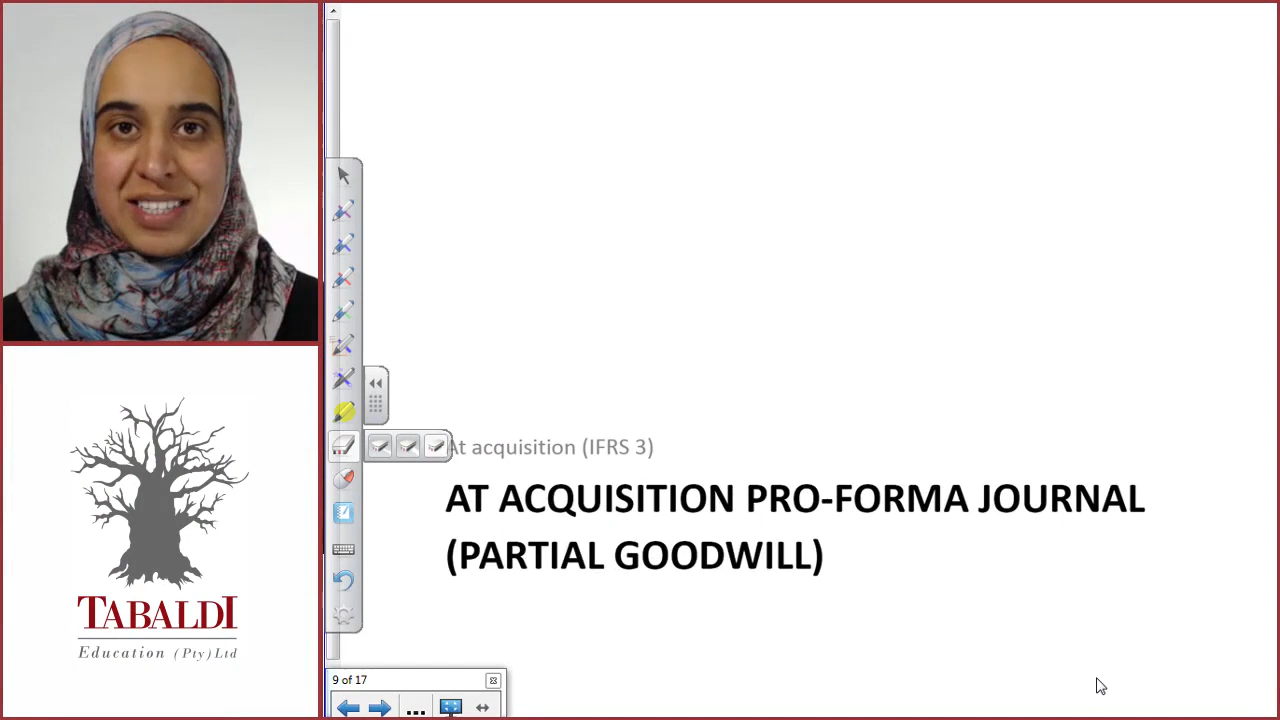 At acquisition (IFRS 3)
AT ACQUISITION PRO-FORMA JOURNAL
(PARTIAL GOODWILL)
TABALDI
Education (Pty) Ltd
9 of 17
...